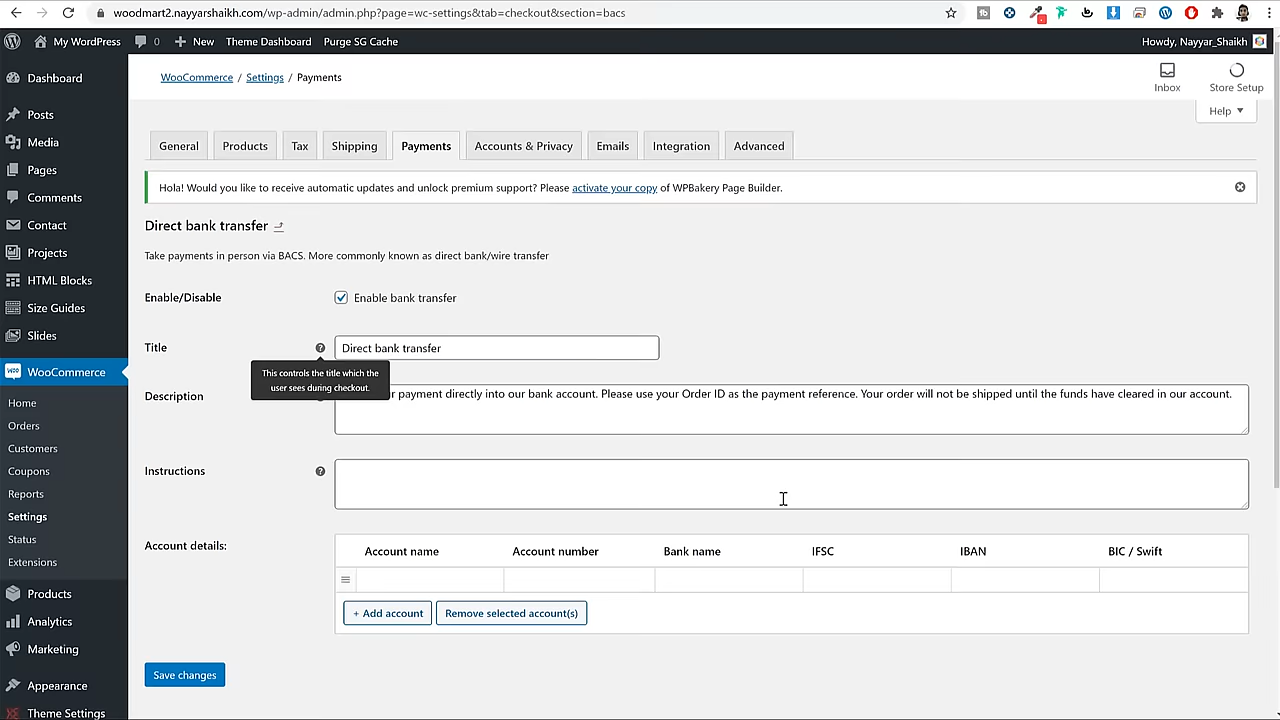 woodmart2.nayyarshaikh.com/wp-admin/admin.php?page=wc-settings&tab=checkout&section=bacs
My WordPress 0 New Theme Dashboard Purge SG Cache Howdy, Nayyar_Shaikh
Dashboard
Posts
Media
Pages
Comments
Contact
Projects
HTML Blocks
Size Guides
Slides
WooCommerce
Home
Orders
Customers
Coupons
Reports
Settings
Status
Extensions
Products
Analytics
Marketing
Appearance
Theme Settings
WooCommerce / Settings / Payments
Inbox Store Setup
Help
General Products Tax Shipping Payments Accounts & Privacy Emails Integration Advanced
Hola! Would you like to receive automatic updates and unlock premium support? Please activate your copy of WPBakery Page Builder.
Direct bank transfer
Take payments in person via BACS. More commonly known as direct bank/wire transfer
Enable/Disable Enable bank transfer
Title ? Direct bank transfer
This controls the title which the
user sees during checkout.
Description r payment directly into our bank account. Please use your Order ID as the payment reference. Your order will not be shipped until the funds have cleared in our account.
Instructions ?
Account details: Account name Account number Bank name IFSC IBAN BIC / Swift
+ Add account Remove selected account(s)
Save changes